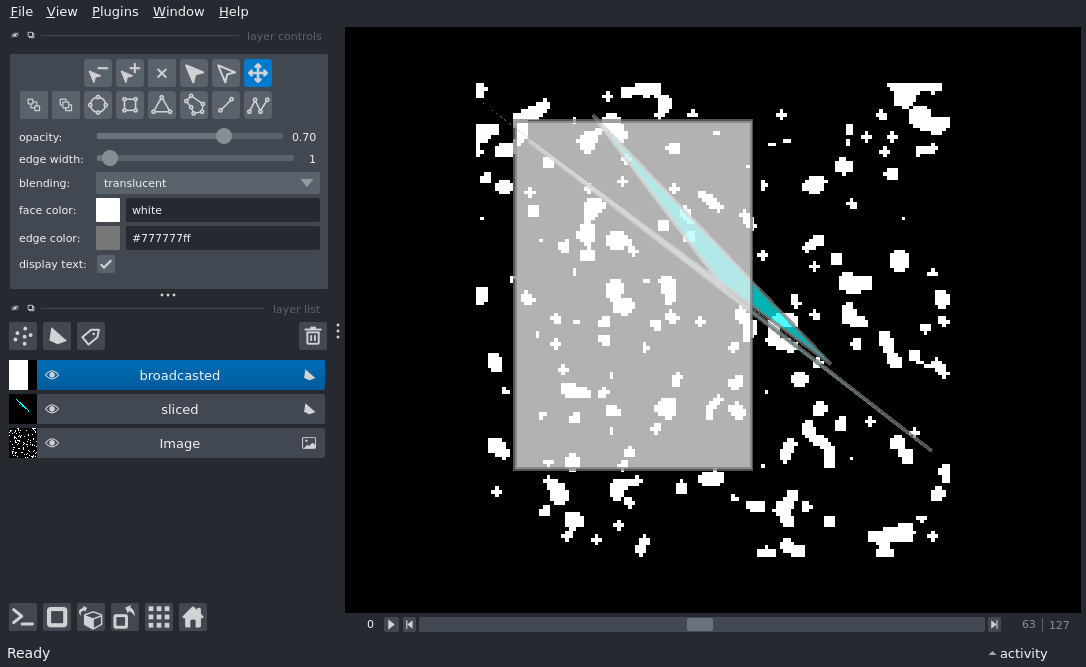 File View Plugins Window Help
layer controls
opacity: 0.70
edge width: 1
blending: translucent
face color: white
edge color: #777777ff
display text:
layer list
broadcasted
sliced
Image
0 63 127
Ready activity